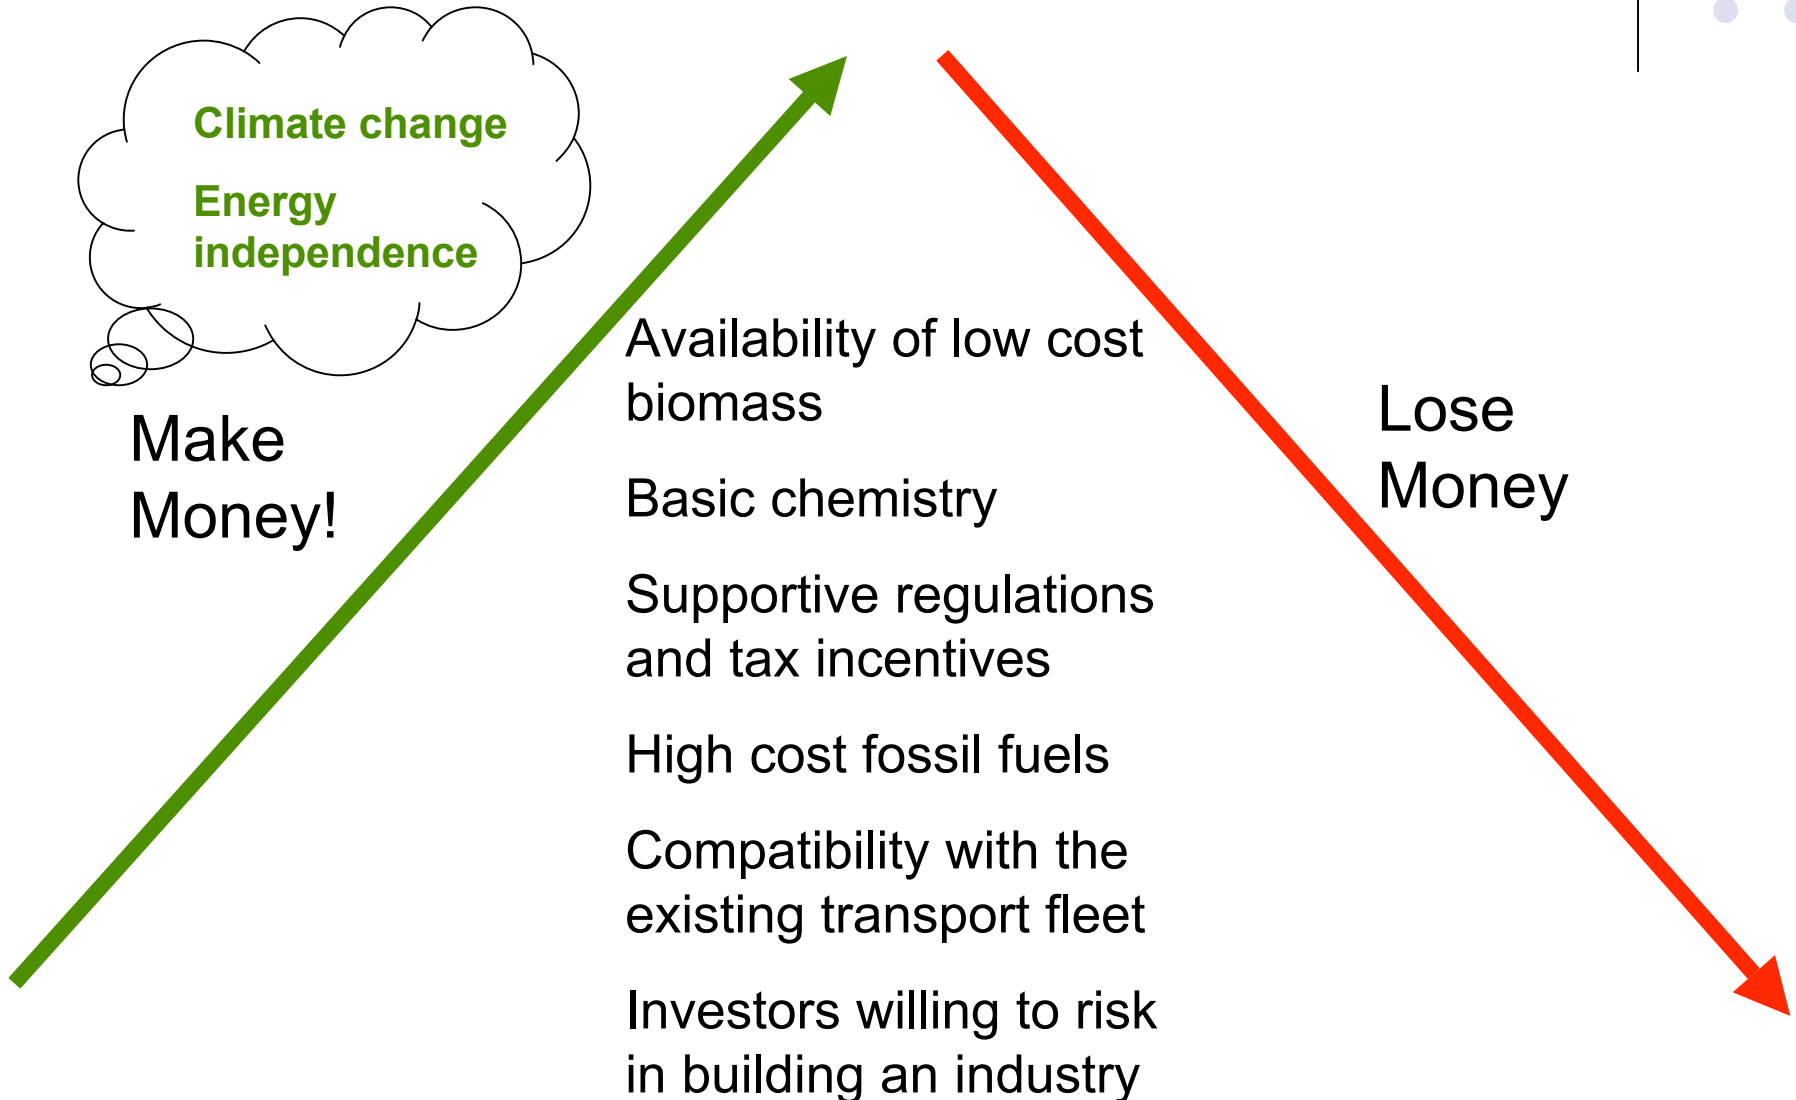 Climate change
Energy
independence
Make
Money!
Availability of low cost
biomass
Basic chemistry
Supportive regulations
and tax incentives
High cost fossil fuels
Compatibility with the
existing transport fleet
Investors willing to risk
in building an industry
Lose
Money